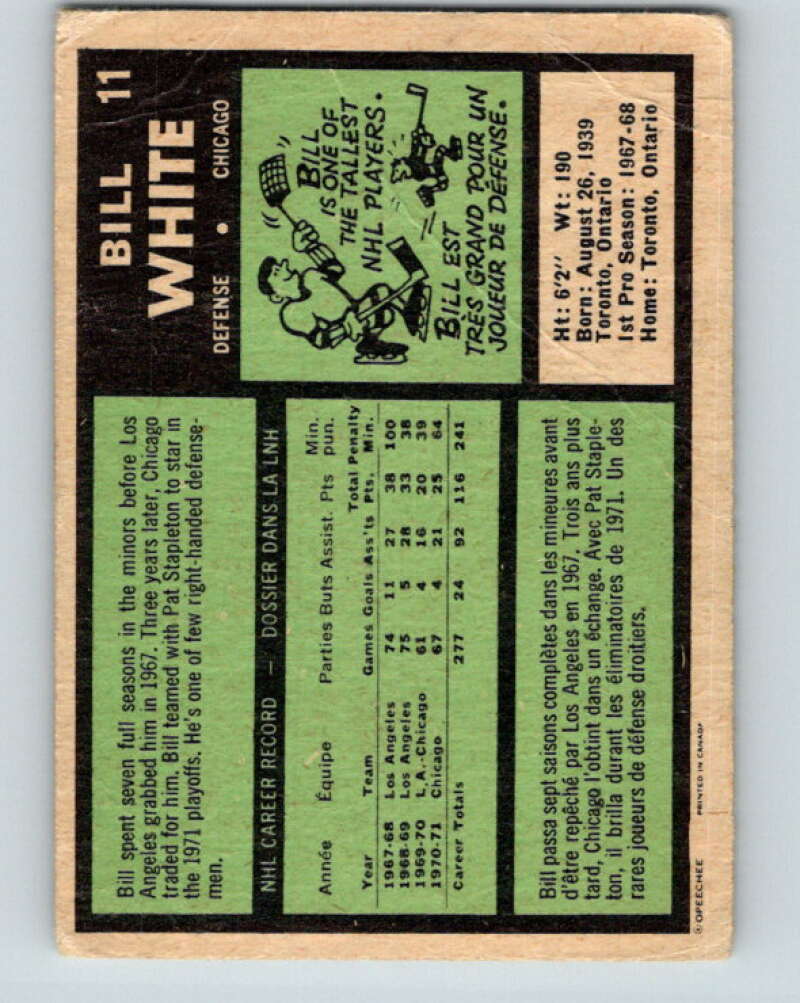 BILL 11
WHITE
DEFENSE • CHICAGO
BILL
IS ONE OF
THE TALLEST
NHL PLAYERS.
BILL EST
TRÈS GRAND POUR UN
JOUEUR DE DÉFENSE.
Ht: 6'2" Wt: 190
Born: August 26, 1939
Toronto, Ontario
1st Pro Season: 1967-68
Home: Toronto, Ontario
Bill spent seven full seasons in the minors before Los
Angeles grabbed him in 1967. Three years later, Chicago
traded for him. Bill teamed with Pat Stapleton to star in
the 1971 playoffs. He's one of few right-handed defense-
men.
NHL CAREER RECORD — DOSSIER DANS LA LNH
Min.
Année Équipe Parties Buts Assist. Pts pun.
Total Penalty
Year Team Games Goals Ass'ts Pts. Min.
1967-68 Los Angeles 74 11 27 38 100
1968-69 Los Angeles 75 5 28 33 38
1969-70 L.A.-Chicago 61 4 16 20 39
1970-71 Chicago 67 4 21 25 64
Career Totals 277 24 92 116 241
Bill passa sept saisons complètes dans les mineures avant
d'être repêché par Los Angeles en 1967. Trois ans plus
tard, Chicago l'obtint dans un échange. Avec Pat Staple-
ton, il brilla durant les éliminatoires de 1971. Un des
rares joueurs de défense droitiers.
© OPEECHEE PRINTED IN CANADA